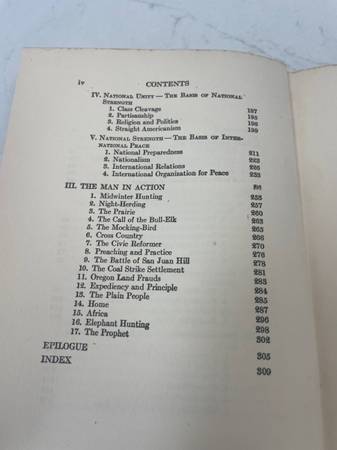 iv CONTENTS
IV. NATIONAL UNITY — THE BASIS OF NATIONAL
STRENGTH
1. Class Cleavage 187
2. Partisanship 195
3. Religion and Politics 198
4. Straight Americanism 199
V. NATIONAL STRENGTH — THE BASIS OF INTER-
NATIONAL PEACE
1. National Preparedness 211
2. Nationalism 223
3. International Relations
4. International Organization for Peace 233
III. THE MAN IN ACTION
1. Midwinter Hunting 255
2. Night-Herding 257
3. The Prairie 260
4. The Call of the Bull-Elk 263
5. The Mocking-Bird 265
6. Cross Country 266
7. The Civic Reformer 270
8. Preaching and Practice 276
9. The Battle of San Juan Hill 278
10. The Coal Strike Settlement 281
11. Oregon Land Frauds 283
12. Expediency and Principle 284
13. The Plain People 285
14. Home 287
15. Africa 296
16. Elephant Hunting 298
17. The Prophet 302
EPILOGUE 305
INDEX 309